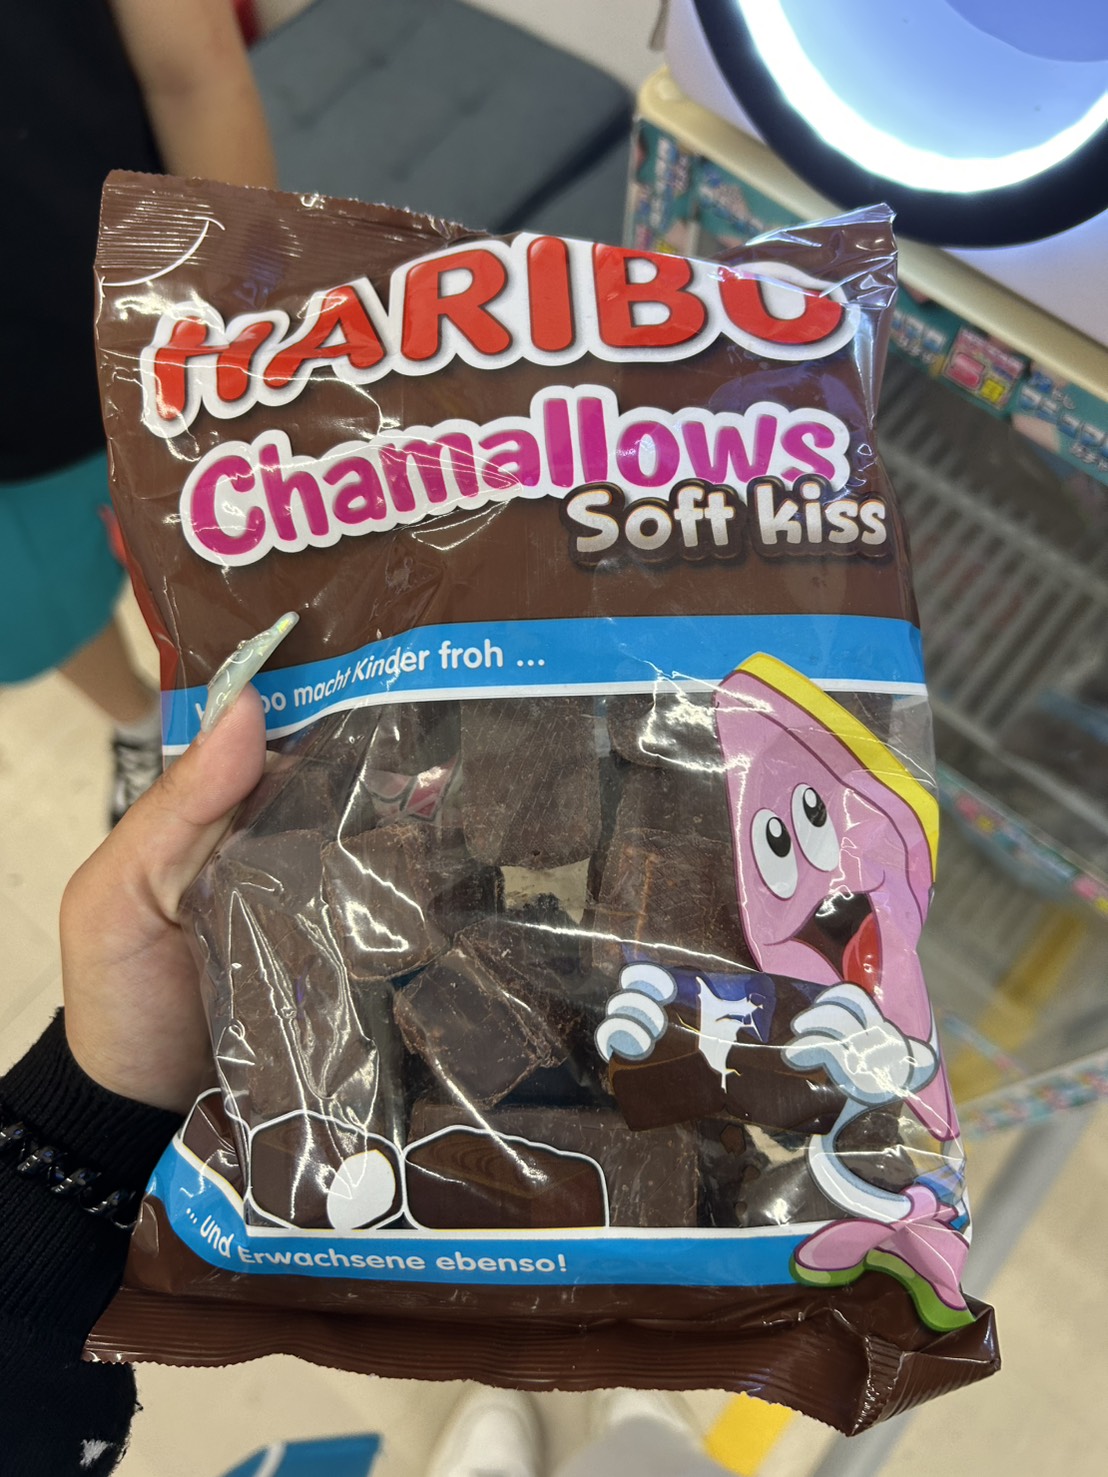 HARIBO
Chamallows
Soft kiss
macht Kinder froh ...
... und Erwachsene ebenso!